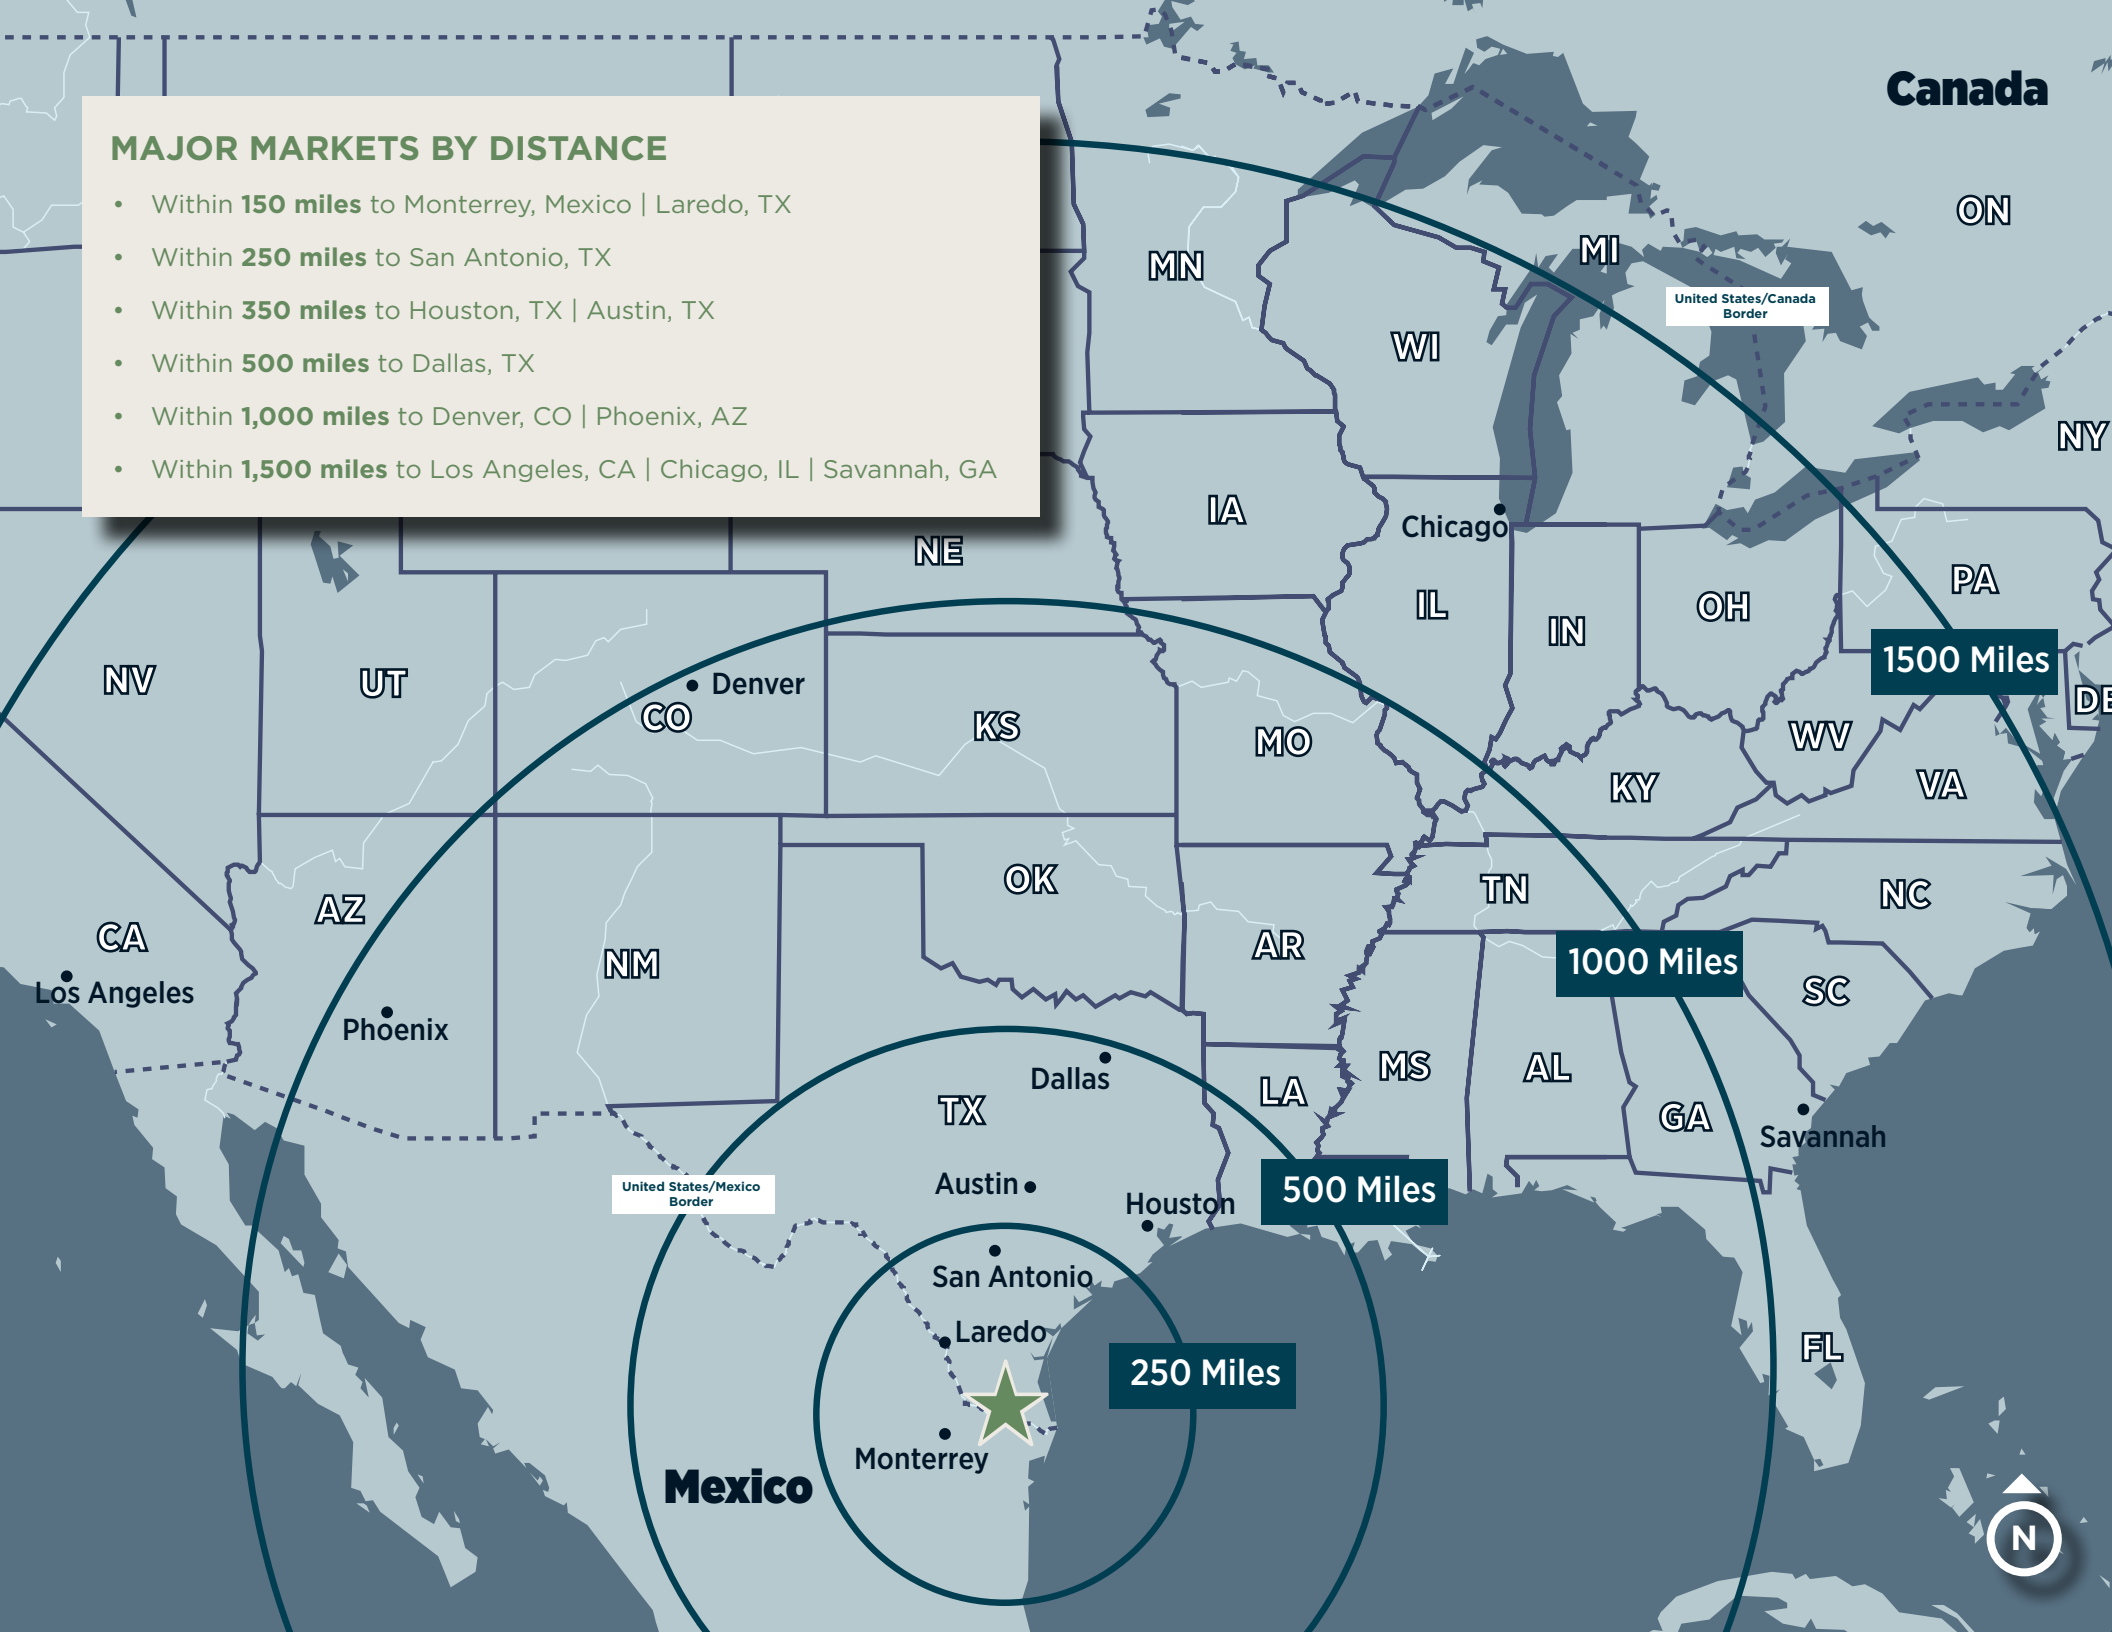 Canada
MAJOR MARKETS BY DISTANCE
• Within 150 miles to Monterrey, Mexico | Laredo, TX
• Within 250 miles to San Antonio, TX
• Within 350 miles to Houston, TX | Austin, TX
• Within 500 miles to Dallas, TX
• Within 1,000 miles to Denver, CO | Phoenix, AZ
• Within 1,500 miles to Los Angeles, CA | Chicago, IL | Savannah, GA
ON
MI
MN
United States/Canada
Border
WI
NY
IA
Chicago
NE
PA
IL
OH
IN
1500 Miles
NV
UT
Denver
DE
CO
KS
WV
MO
VA
KY
OK
TN
NC
AZ
CA
AR
1000 Miles
NM
Los Angeles
SC
Phoenix
MS
AL
Dallas
LA
TX
GA
Savannah
Austin
United States/Mexico
Border
500 Miles
Houston
San Antonio
Laredo
FL
250 Miles
Monterrey
Mexico
N